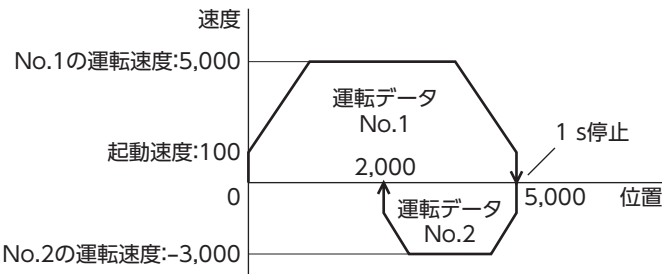 速度
No.1の運転速度:5,000
運転データ
No.1
起動速度:100
1 s停止
2,000
0
5,000
位置
運転データ
No.2
No.2の運転速度:–3,000